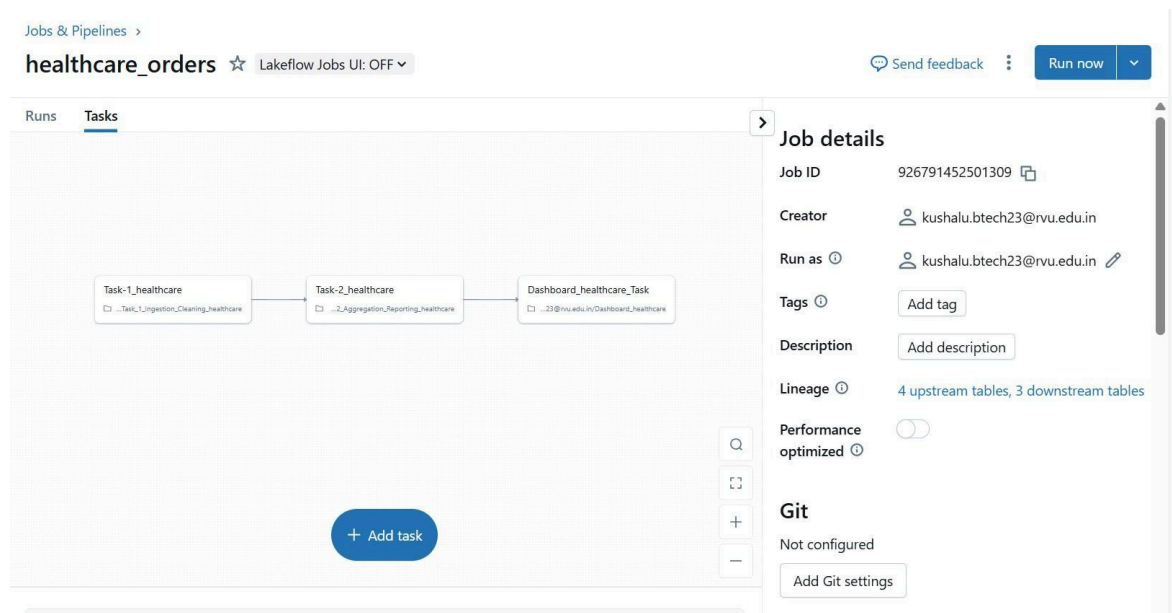 Jobs & Pipelines >
healthcare_orders Lakeflow Jobs UI: OFF
Send feedback
Run now
Runs Tasks
Task-1_healthcare
...Task_1_Ingestion_Cleaning_healthcare
Task-2_healthcare
...2_Aggregation_Reporting_healthcare
Dashboard_healthcare_Task
...23@rvu.edu.in/Dashboard_healthcare
+ Add task
Job details
Job ID 926791452501309
Creator kushalu.btech23@rvu.edu.in
Run as kushalu.btech23@rvu.edu.in
Tags Add tag
Description Add description
Lineage 4 upstream tables, 3 downstream tables
Performance
optimized
Git
Not configured
Add Git settings